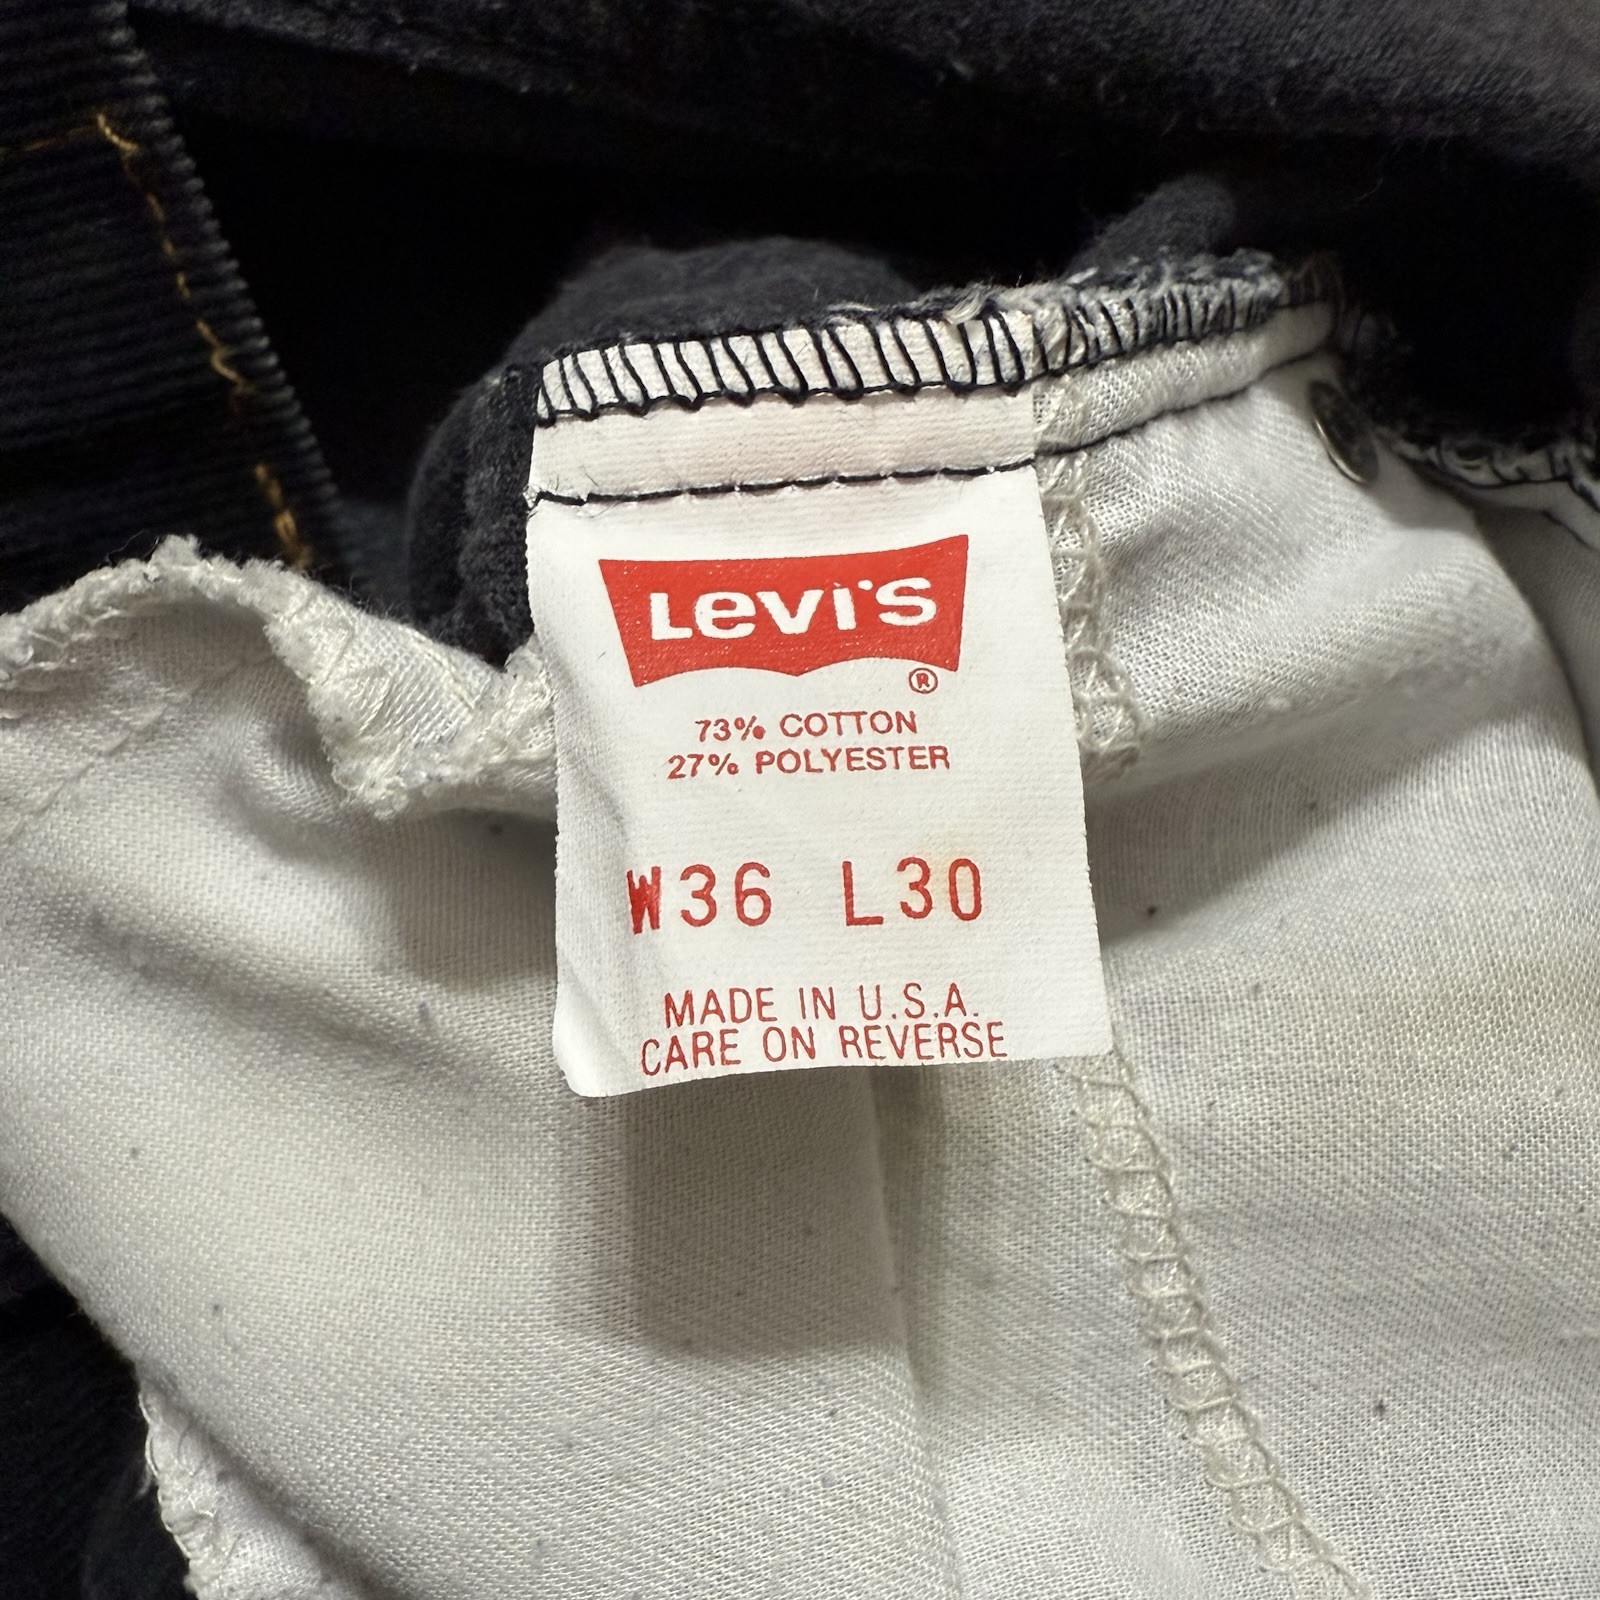 Levi's
®
73% COTTON
27% POLYESTER
W36 L30
MADE IN U.S.A.
CARE ON REVERSE